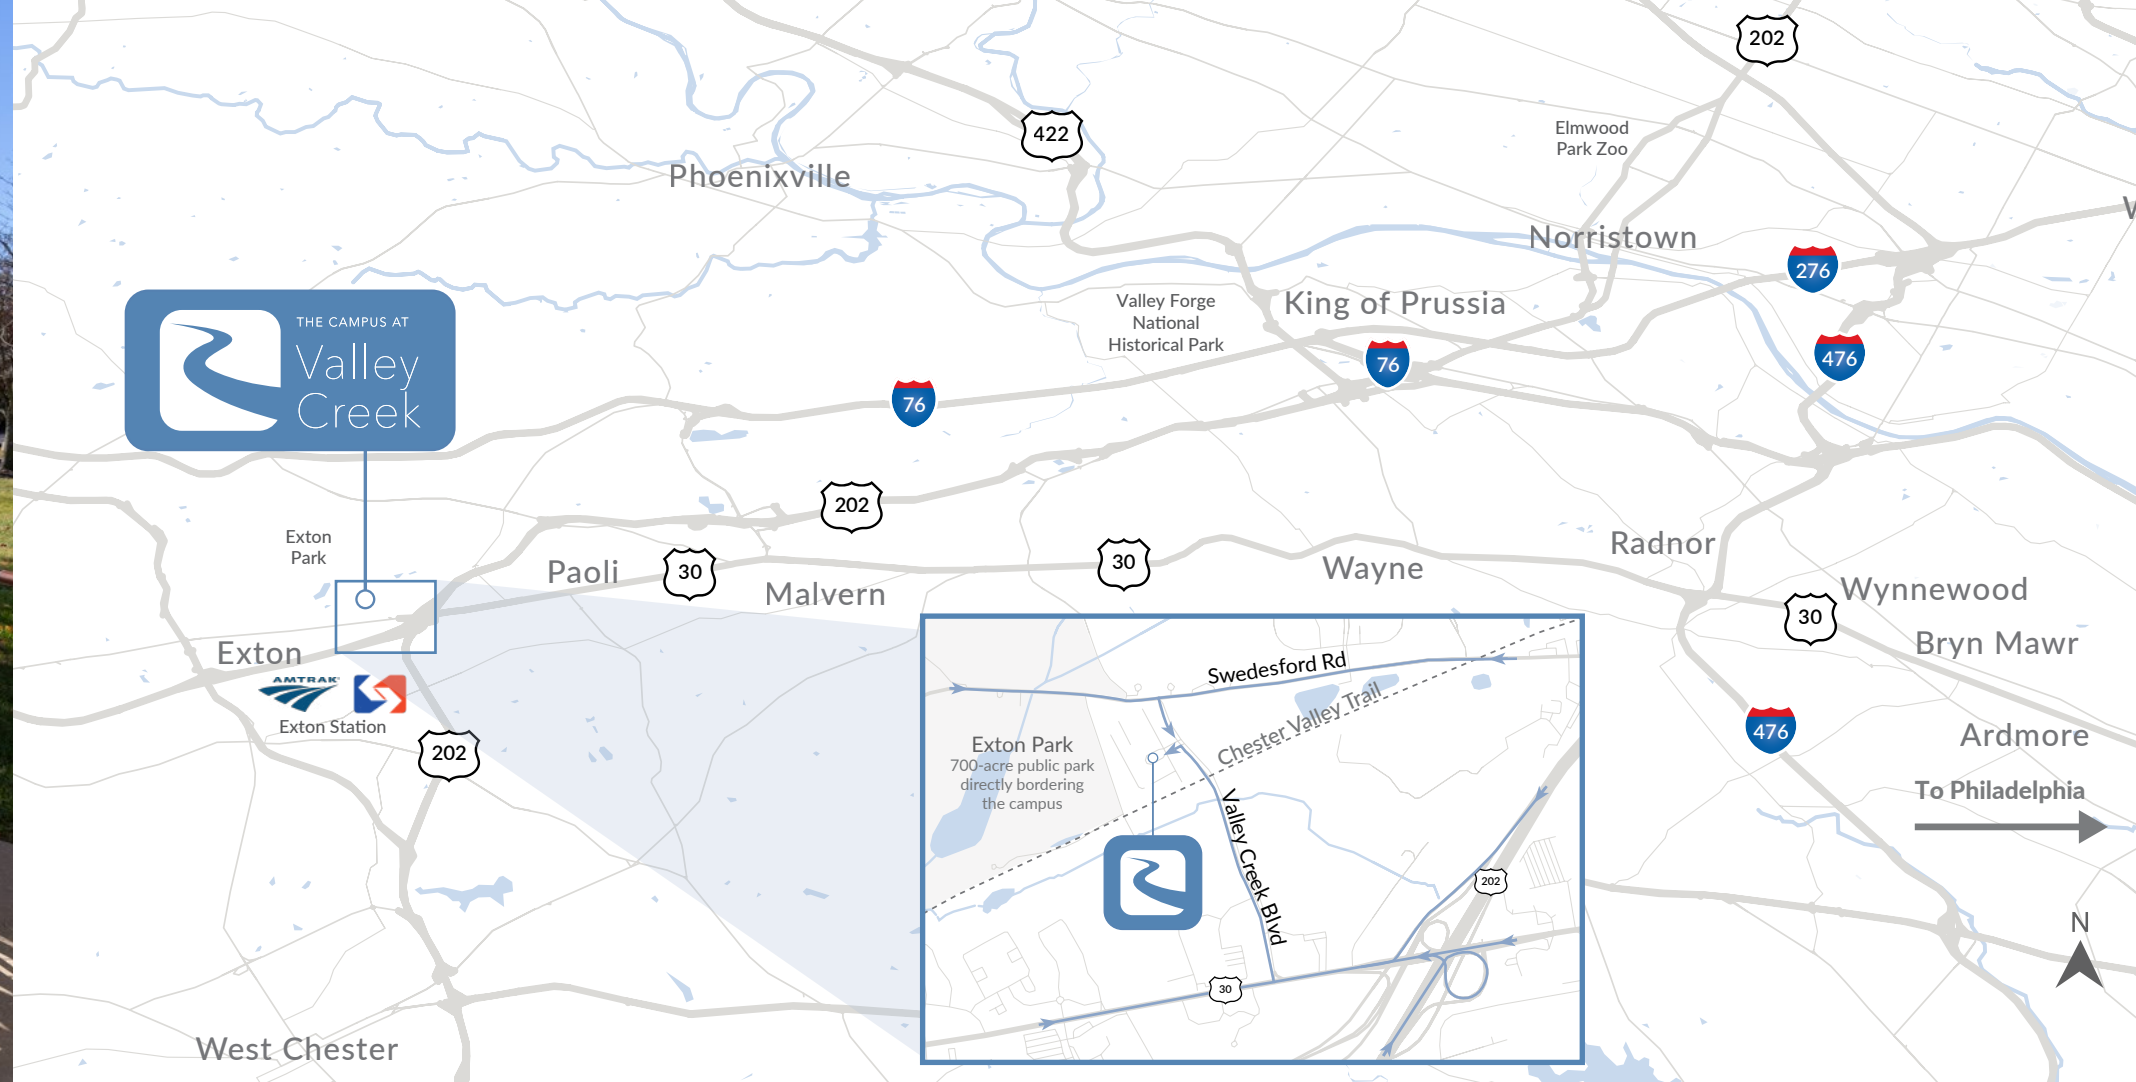 202
422
Elmwood
Park Zoo
Phoenixville
Norristown
276
Valley Forge
National
Historical Park
King of Prussia
THE CAMPUS AT
Valley
Creek
76
476
76
202
Exton
Park
Paoli
30
Malvern
30
Wayne
Radnor
Wynnewood
30
Bryn Mawr
Exton
AMTRAK
Exton Station
202
476
Ardmore
To Philadelphia
N
West Chester
Swedesford Rd
Chester Valley Trail
Exton Park
700-acre public park
directly bordering
the campus
Valley Creek Blvd
202
30